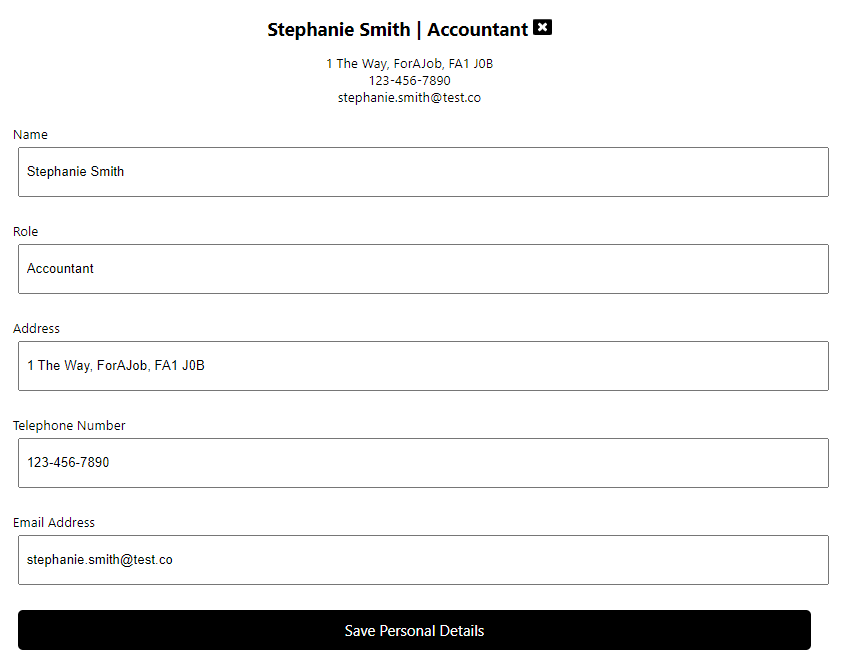 Stephanie Smith | Accountant
1 The Way, ForAJob, FA1 J0B
123-456-7890
stephanie.smith@test.co
Name
Stephanie Smith
Role
Accountant
Address
1 The Way, ForAJob, FA1 J0B
Telephone Number
123-456-7890
Email Address
stephanie.smith@test.co
Save Personal Details